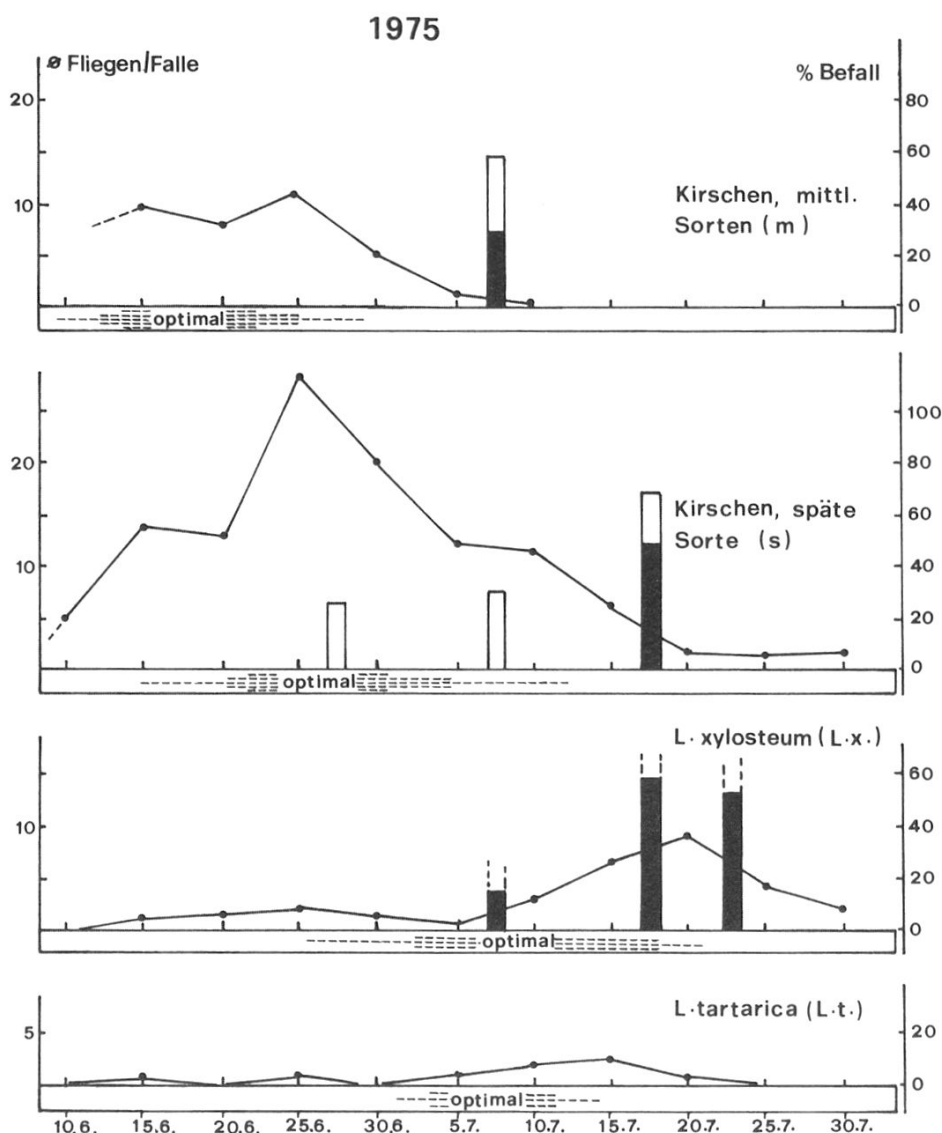 1975
ø Fliegen/Falle
% Befall
20
80
60
Kirschen, mittl.
10
40
Sorten (m)
20
0
optimal
100
20
80
Kirschen, späte
60
Sorte (s)
10
40
20
0
optimal
L. xylosteum (L.x.)
60
10
40
20
0
optimal
L. tartarica (L.t.)
5
20
0
optimal
10.6. 15.6. 20.6. 25.6. 30.6. 5.7. 10.7. 15.7. 20.7. 25.7. 30.7.